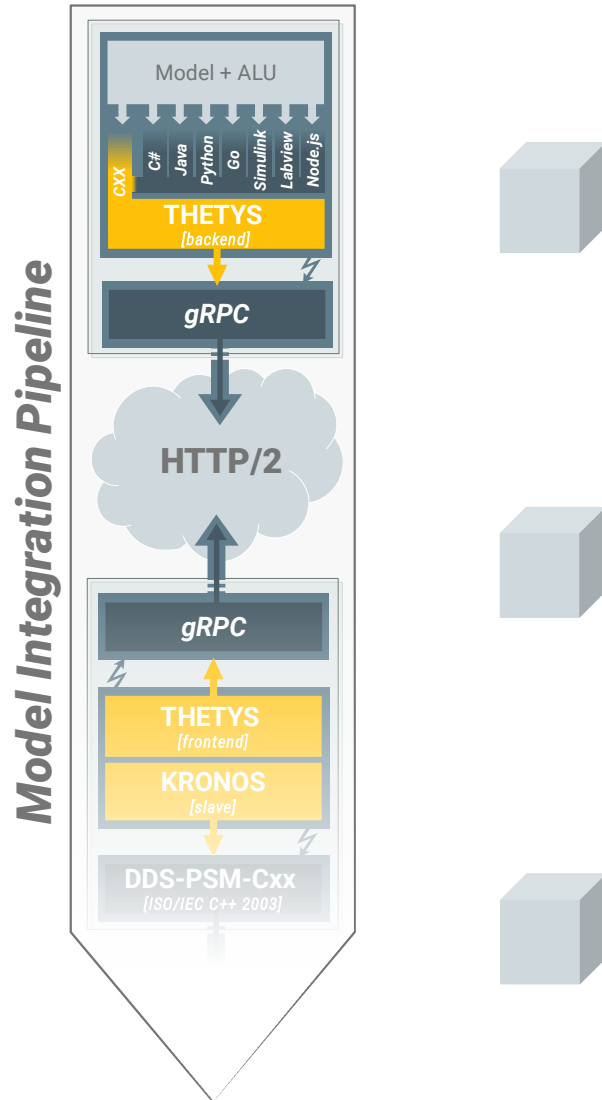 Model Integration Pipeline
Model + ALU
CXX
C#
Java
Python
Go
Simulink
Labview
Node.js
THETYS
[backend]
gRPC
HTTP/2
gRPC
THETYS
[frontend]
KRONOS
[slave]
DDS-PSM-Cxx
[ISO/IEC C++ 2003]